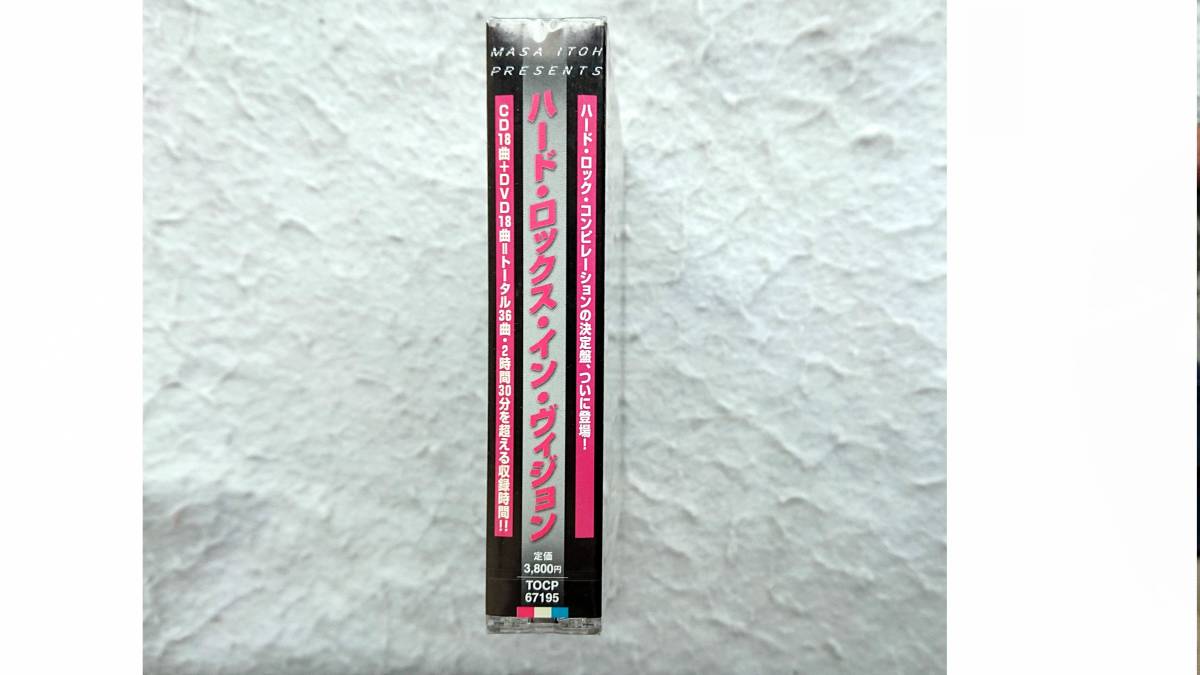 MASA ITOH
PRESENTS
ハード・ロック・コンピレーションの決定盤、ついに登場！
ハード・ロックス・イン・ヴィジョン
CD18曲＋DVD18曲＝トータル36曲・2時間30分を超える収録時間!!
定価
3,800円
TOCP
67195